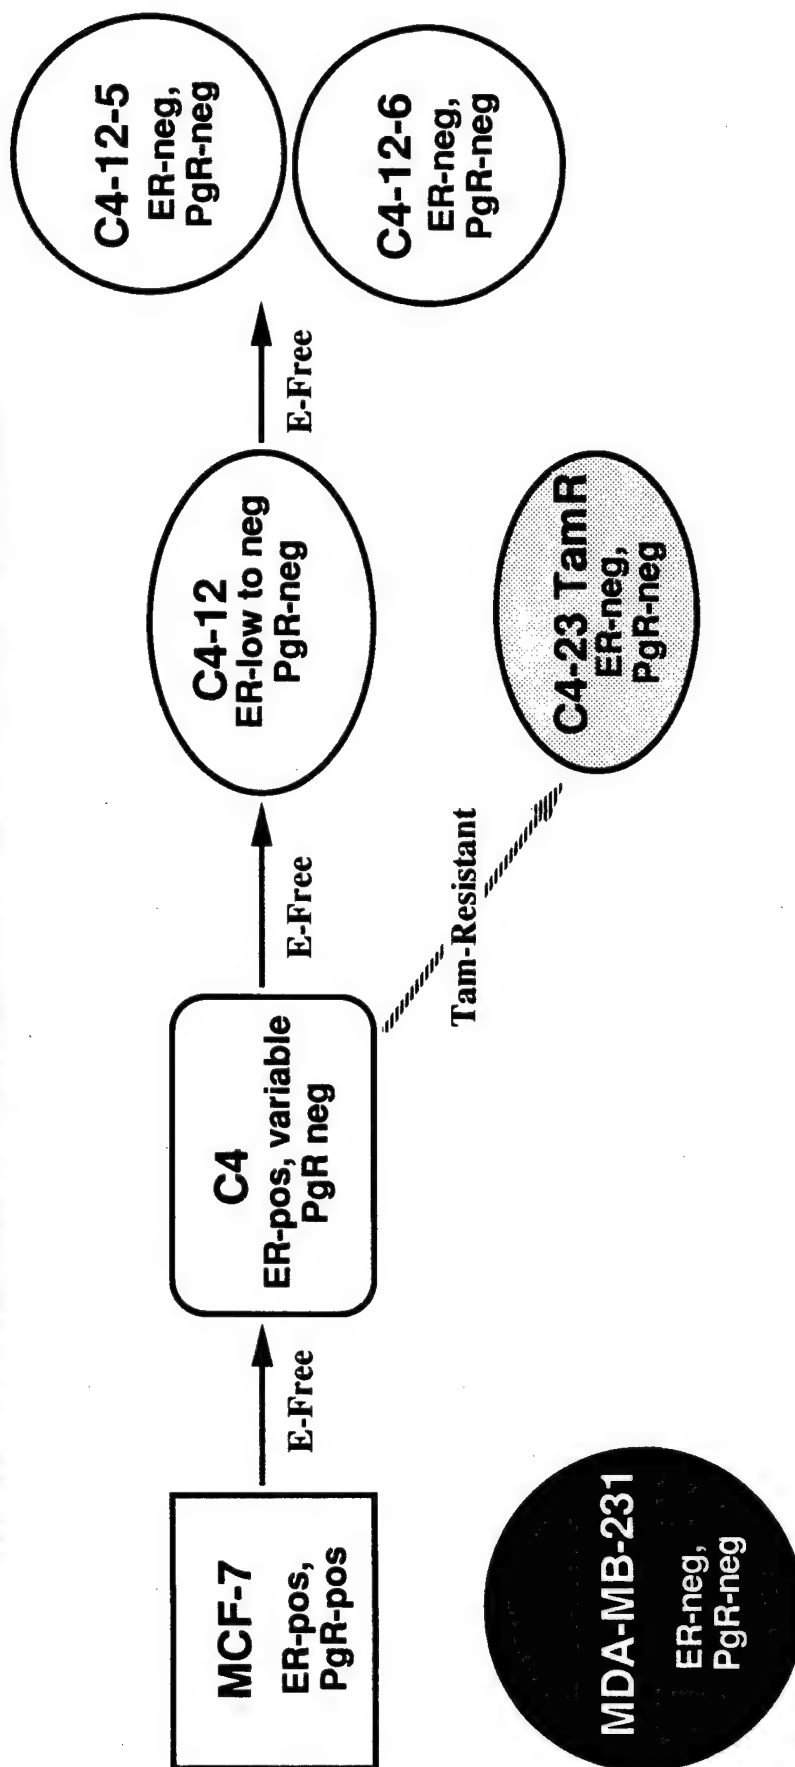 MCF-7
ER-pos,
PgR-pos
E-Free
C4
ER-pos, variable
PgR neg
E-Free
C4-12
ER-low to neg
PgR-neg
E-Free
C4-12-5
ER-neg,
PgR-neg
C4-12-6
ER-neg,
PgR-neg
Tam-Resistant
C4-23 TamR
ER-neg,
PgR-neg
MDA-MB-231
ER-neg,
PgR-neg